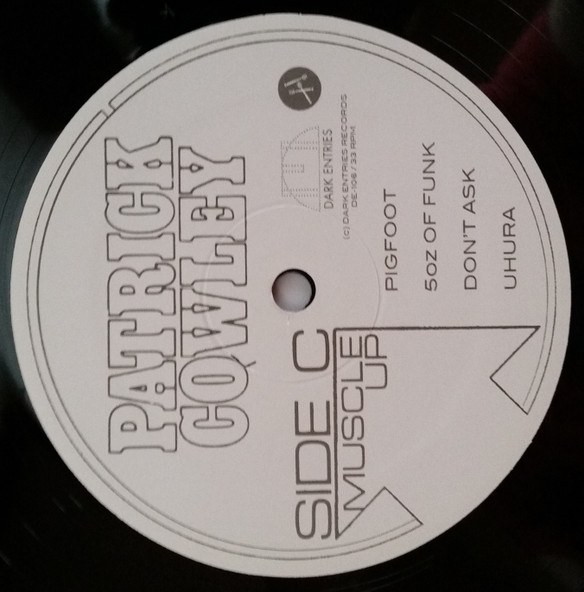 PATRICK
COWLEY
DARK ENTRIES
(C) DARK ENTRIES RECORDS
DE-106 / 33 RPM
SIDE C
MUSCLE
UP
PIGFOOT
5OZ OF FUNK
DON'T ASK
UHURA